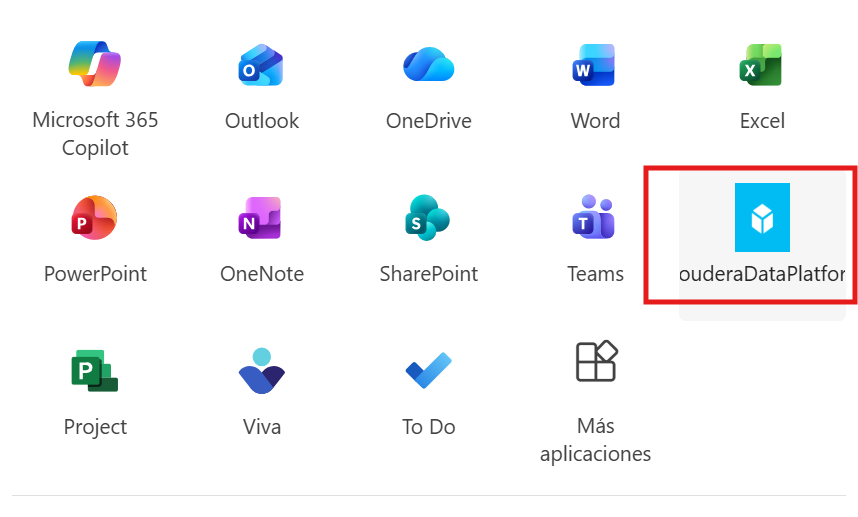 Microsoft 365
Copilot
Outlook
OneDrive
Word
Excel
PowerPoint
OneNote
SharePoint
Teams
ouderaDataPlatfor
Project
Viva
To Do
Más
aplicaciones